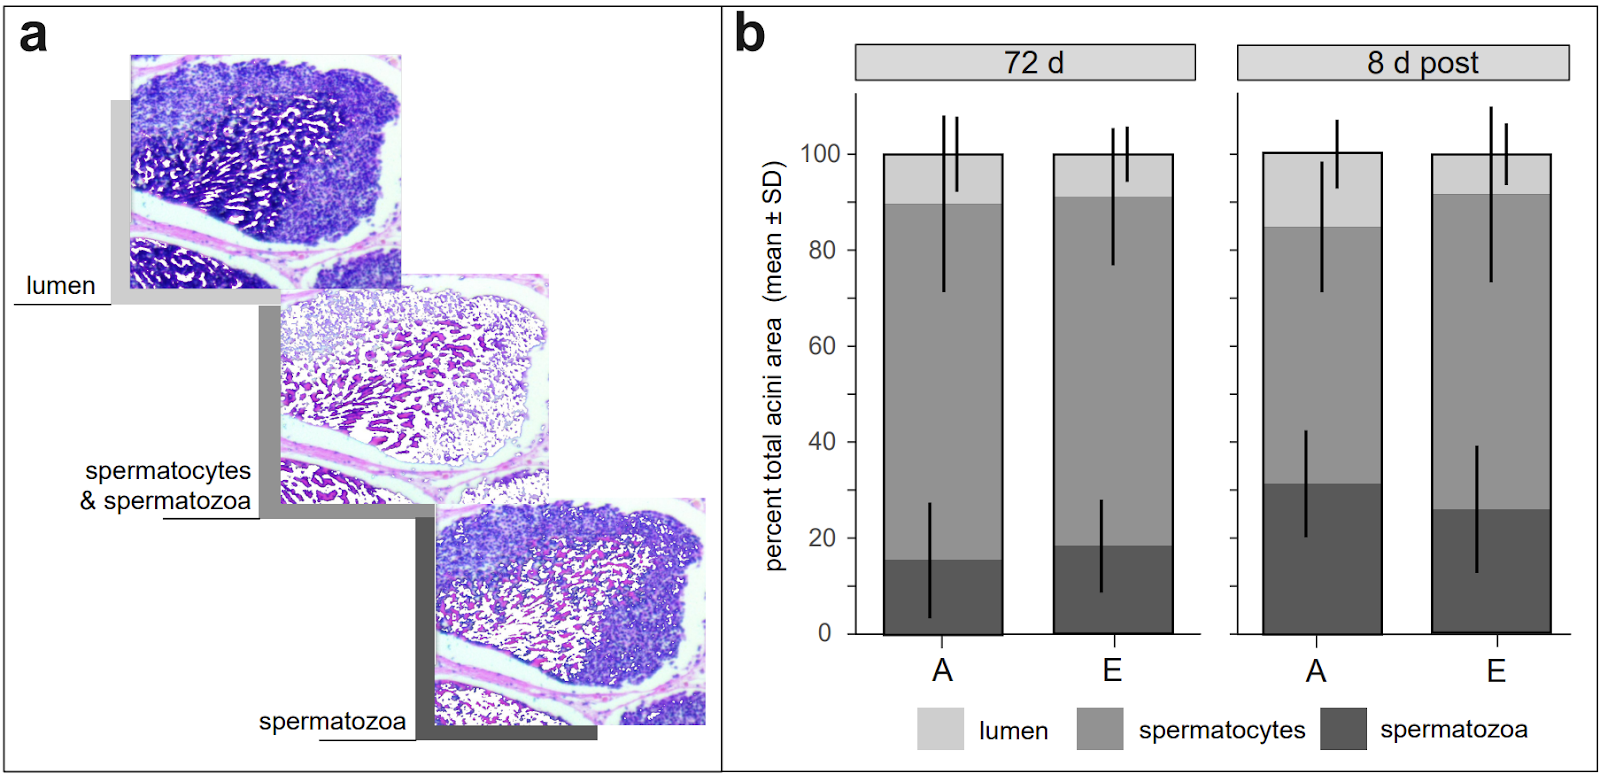 a
lumen
spermatocytes
& spermatozoa
spermatozoa
b
72 d
8 d post
percent total acini area (mean ± SD)
100
80
60
40
20
0
A
E
A
E
lumen
spermatocytes
spermatozoa